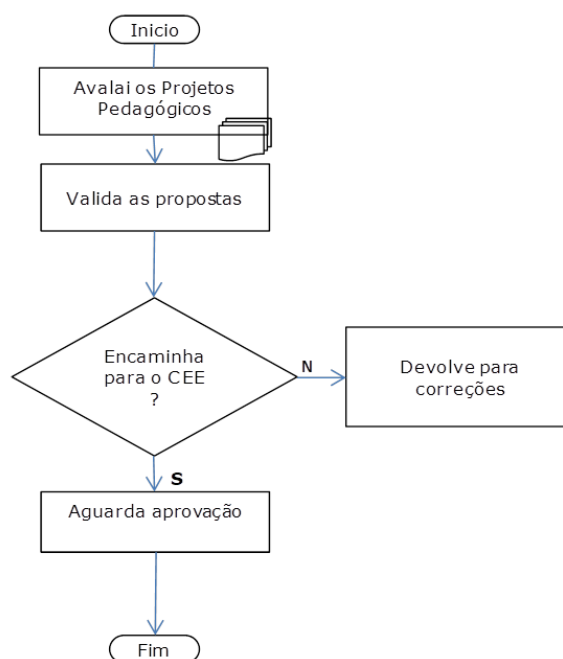 Inicio
Avalai os Projetos
Pedagógicos
Valida as propostas
Encaminha
para o CEE
?
N
Devolve para
correções
S
Aguarda aprovação
Fim